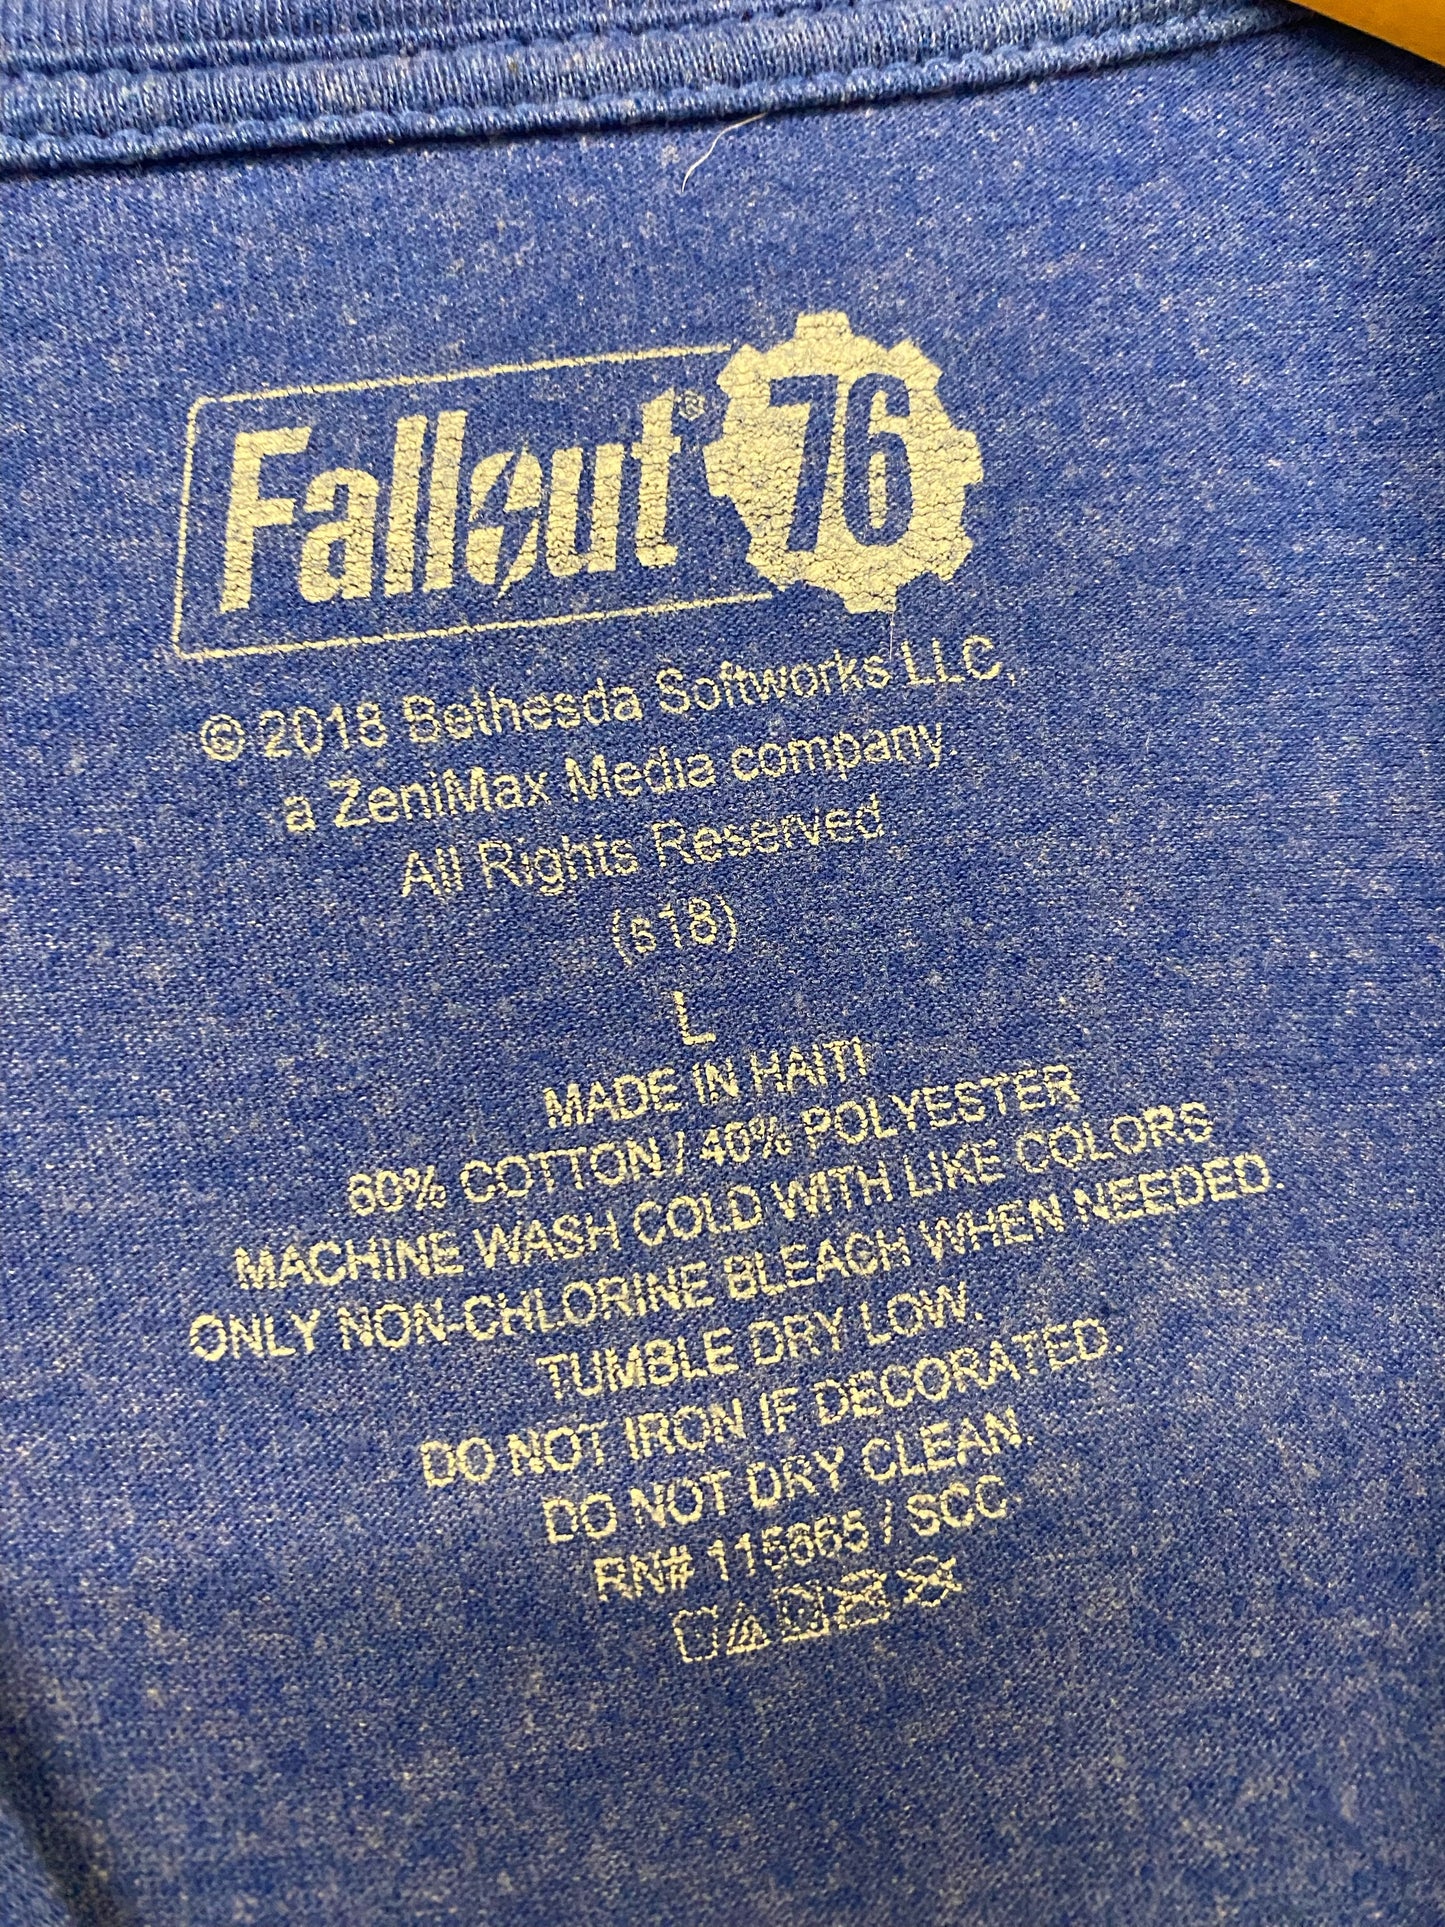 Fallout® 76
© 2018 Bethesda Softworks LLC,
a ZeniMax Media company.
All Rights Reserved.
(s18)
L
MADE IN HAITI
60% COTTON / 40% POLYESTER
MACHINE WASH COLD WITH LIKE COLORS
ONLY NON-CHLORINE BLEACH WHEN NEEDED.
TUMBLE DRY LOW.
DO NOT IRON IF DECORATED.
DO NOT DRY CLEAN.
RN# 115865 / SCC